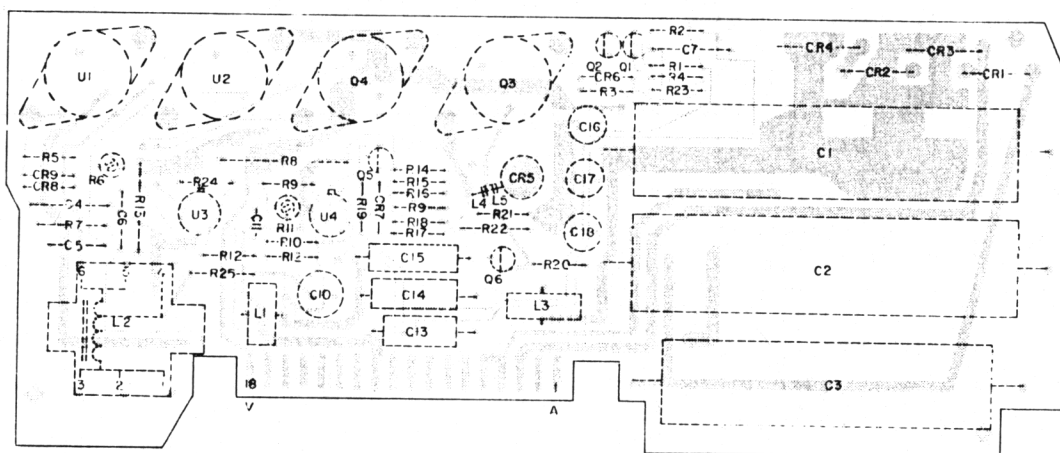 R2
C7
CR4
CR3
Q2 Q1
R1
CR2
CR1
CR6
R4
R3
R23
U1
U2
Q4
Q3
C16
C1
R5
R8
CR9
R6
CR8
R24
R9
Q5
R14
R15
R16
R9
R18
R17
CR5
C17
L4 L5
R21
R22
C4
R7
C5
C6
R13
U3
C11
R11
U4
R19
CR7
C18
R10
R12
R12
R25
C15
Q6
R20
C2
6 5
C10
C14
L1
L3
L2
C13
3 2
18
V
A
C3